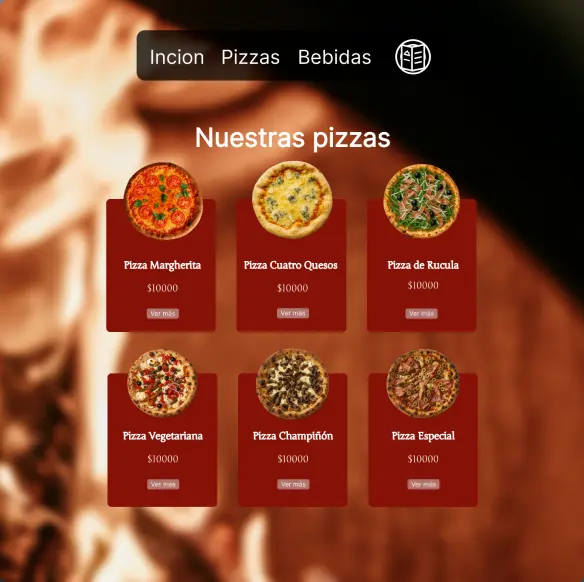 Incion Pizzas Bebidas
Nuestras pizzas
Pizza Margherita
$10000
Ver más
Pizza Cuatro Quesos
$10000
Ver más
Pizza de Rucula
$10000
Ver más
Pizza Vegetariana
$10000
Ver más
Pizza Champiñón
$10000
Ver más
Pizza Especial
$10000
Ver más